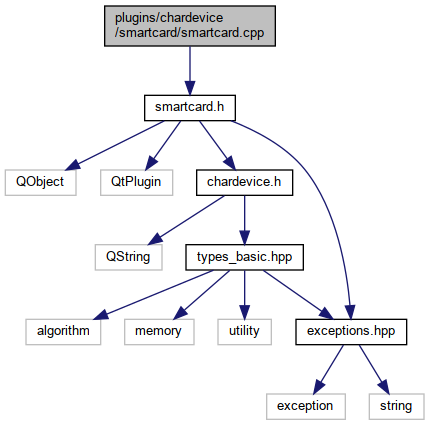 plugins/chardevice
/smartcard/smartcard.cpp
smartcard.h
QObject
QtPlugin
chardevice.h
QString
types_basic.hpp
algorithm
memory
utility
exceptions.hpp
exception
string